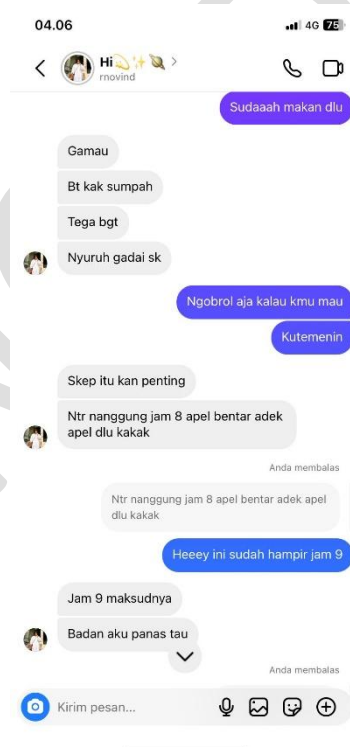 04.06
4G 75
Hi
rnovind
Sudaaah makan dlu
Gamau
Bt kak sumpah
Tega bgt
Nyuruh gadai sk
Ngobrol aja kalau kmu mau
Kutemenin
Skep itu kan penting
Ntr nanggung jam 8 apel bentar adek
apel dlu kakak
Anda membalas
Ntr nanggung jam 8 apel bentar adek apel
dlu kakak
Heeey ini sudah hampir jam 9
Jam 9 maksudnya
Badan aku panas tau
Anda membalas
Kirim pesan...